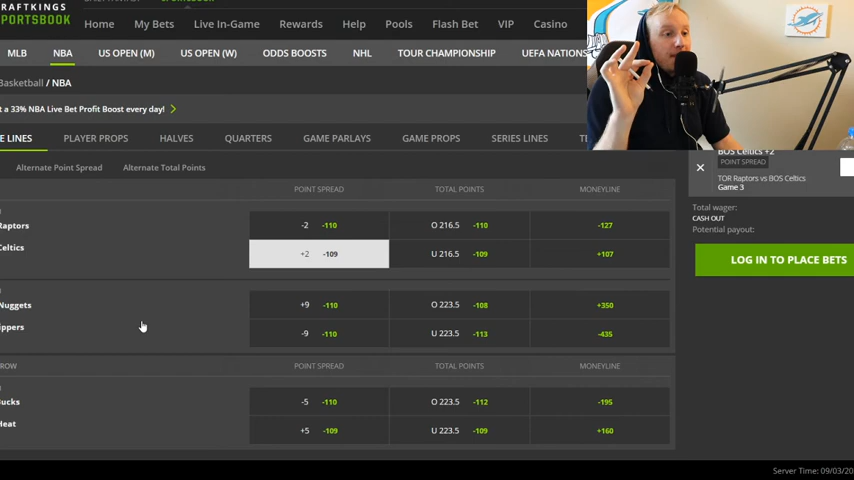 RAFTKINGS
PORTSBOOK
Home My Bets Live In-Game Rewards Help Pools Flash Bet VIP Casino
MLB NBA US OPEN (M) US OPEN (W) ODDS BOOSTS NHL TOUR CHAMPIONSHIP UEFA NATIONS
Basketball / NBA
t a 33% NBA Live Bet Profit Boost every day!
E LINES PLAYER PROPS HALVES QUARTERS GAME PARLAYS GAME PROPS SERIES LINES
Alternate Point Spread Alternate Total Points
POINT SPREAD TOTAL POINTS MONEYLINE
Raptors -2 -110 O 216.5 -110 -127
Celtics +2 -109 U 216.5 -109 +107
Nuggets +9 -110 O 223.5 -108 +350
ippers -9 -110 U 223.5 -113 -435
ROW POINT SPREAD TOTAL POINTS MONEYLINE
ucks -5 -110 O 223.5 -112 -195
Heat +5 -109 U 223.5 -109 +160
BOS Celtics +2
POINT SPREAD
TOR Raptors vs BOS Celtics
Game 3
Total wager:
CASH OUT
Potential payout:
LOG IN TO PLACE BETS
Server Time: 09/03/20